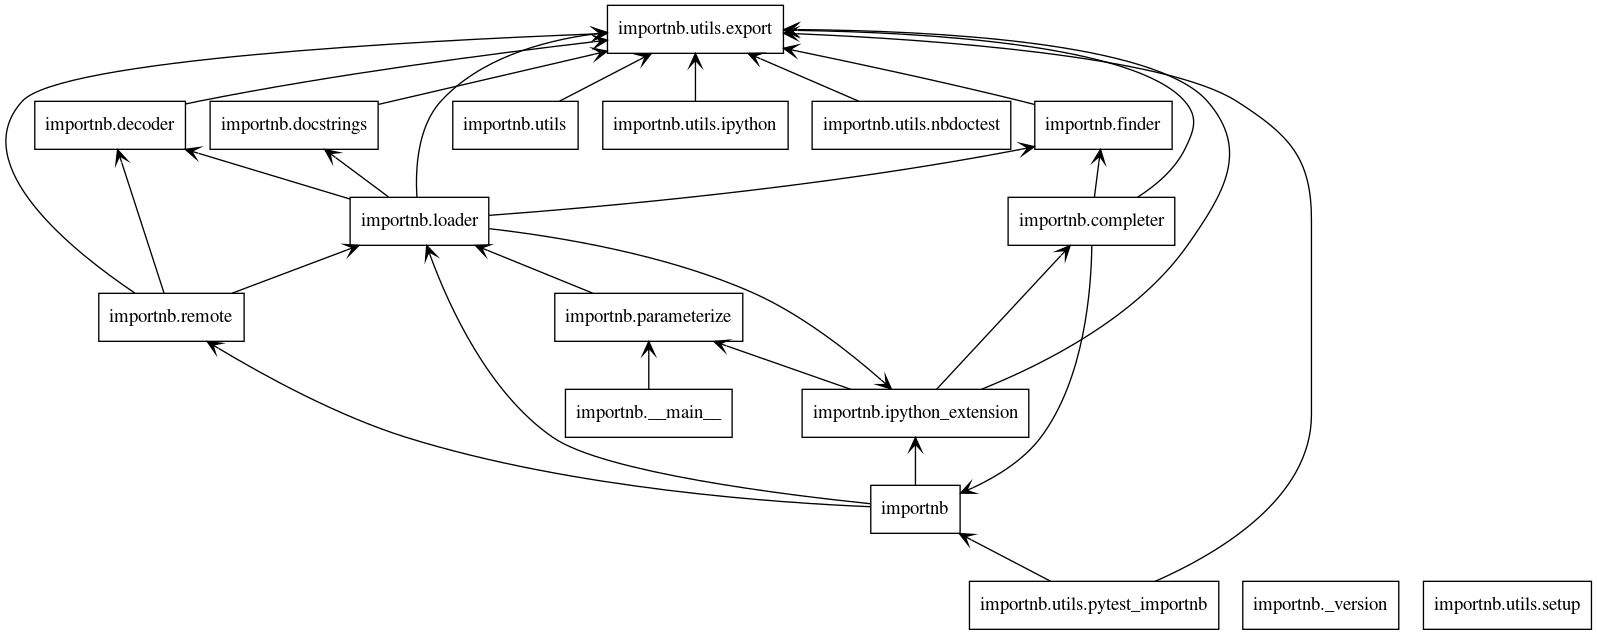 importnb.utils.export
importnb.decoder
importnb.docstrings
importnb.utils
importnb.utils.ipython
importnb.utils.nbdoctest
importnb.finder
importnb.loader
importnb.completer
importnb.remote
importnb.parameterize
importnb.__main__
importnb.ipython_extension
importnb
importnb.utils.pytest_importnb
importnb._version
importnb.utils.setup